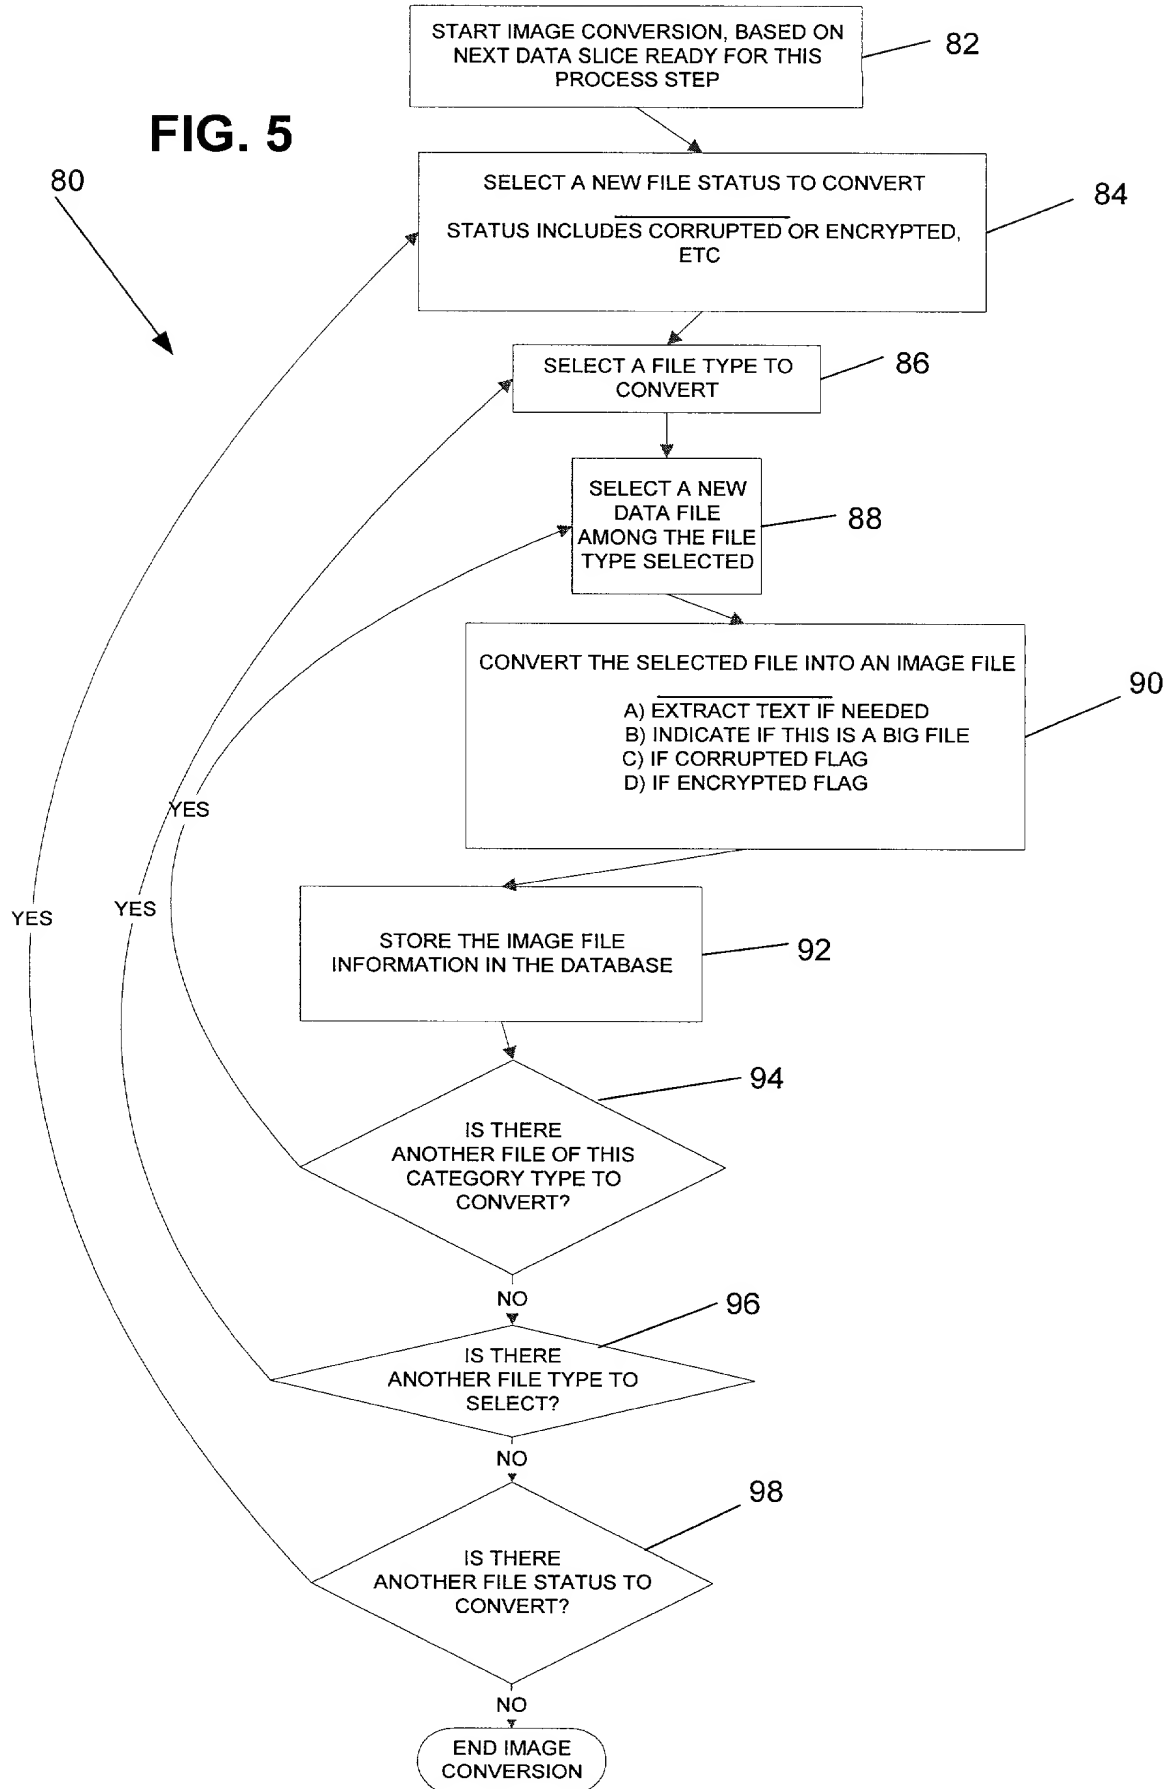 START IMAGE CONVERSION, BASED ON
NEXT DATA SLICE READY FOR THIS
PROCESS STEP
82
FIG. 5
80
SELECT A NEW FILE STATUS TO CONVERT
STATUS INCLUDES CORRUPTED OR ENCRYPTED,
ETC
84
SELECT A FILE TYPE TO
CONVERT
86
SELECT A NEW
DATA FILE
AMONG THE FILE
TYPE SELECTED
88
CONVERT THE SELECTED FILE INTO AN IMAGE FILE
A) EXTRACT TEXT IF NEEDED
B) INDICATE IF THIS IS A BIG FILE
C) IF CORRUPTED FLAG
D) IF ENCRYPTED FLAG
90
YES
YES
YES
STORE THE IMAGE FILE
INFORMATION IN THE DATABASE
92
IS THERE
ANOTHER FILE OF THIS
CATEGORY TYPE TO
CONVERT?
94
NO
IS THERE
ANOTHER FILE TYPE TO
SELECT?
96
NO
IS THERE
ANOTHER FILE STATUS TO
CONVERT?
98
NO
END IMAGE
CONVERSION